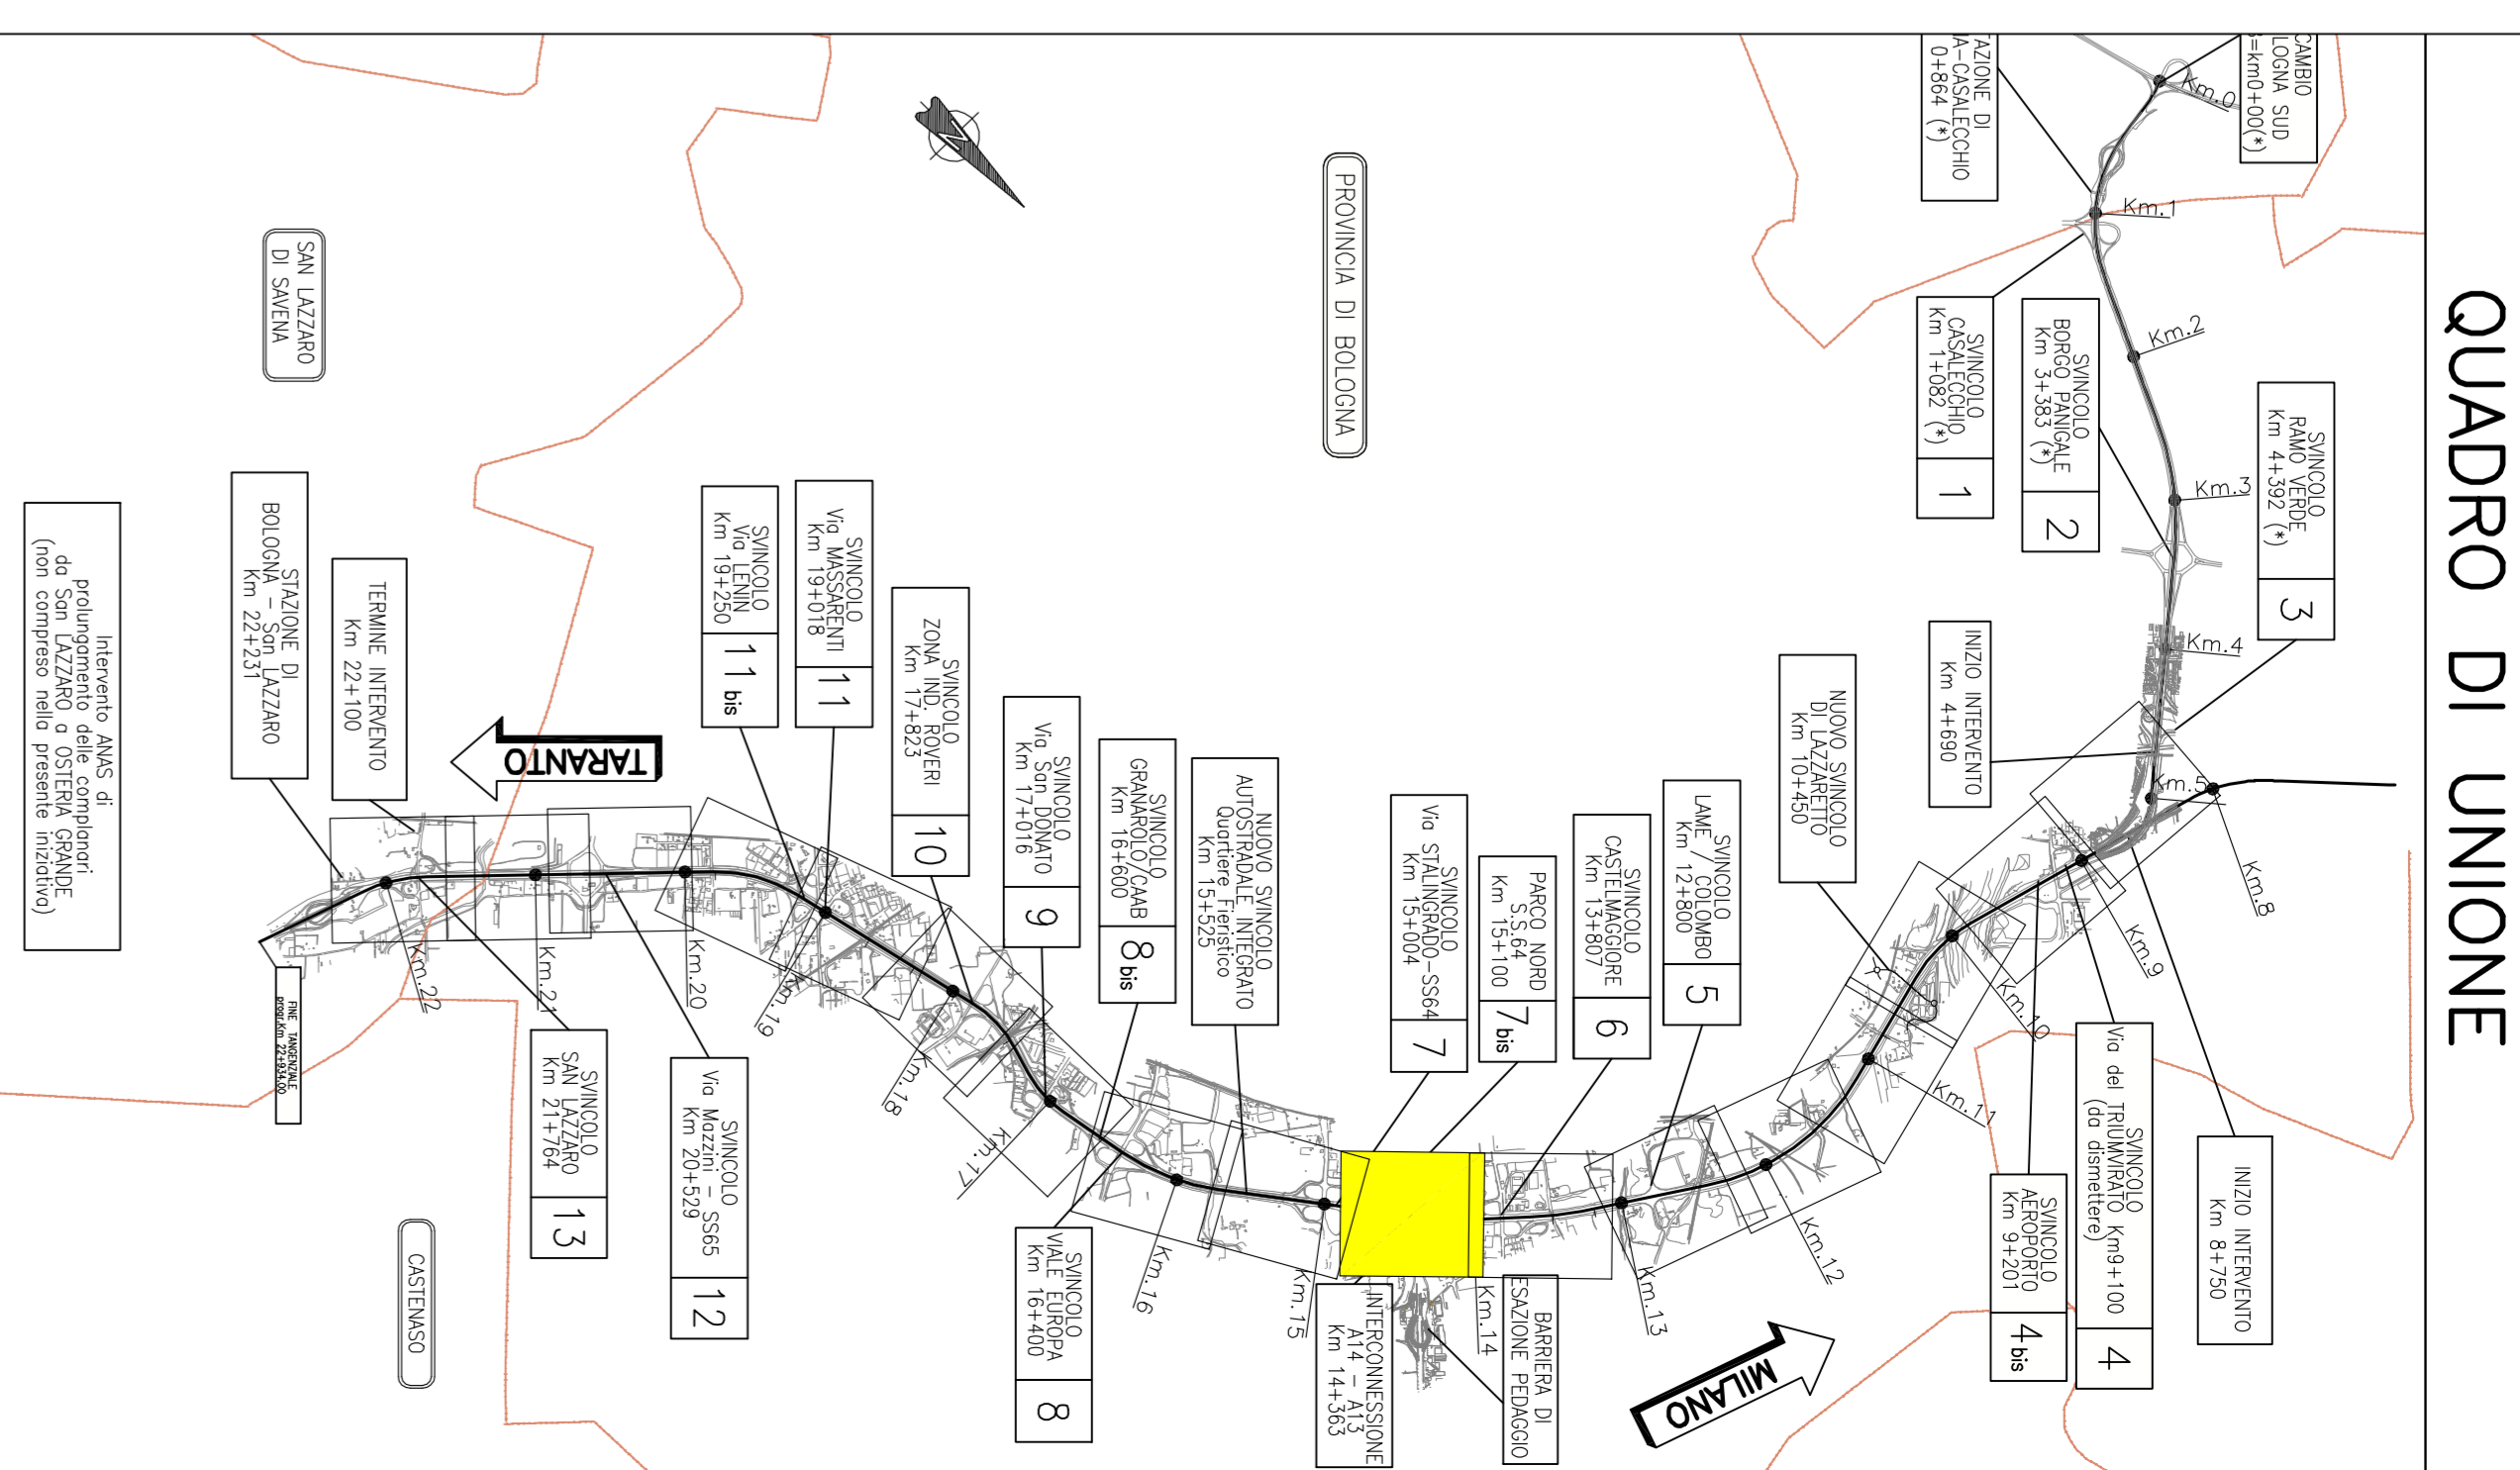 QUADRO DI UNIONE
CAMBIO
LOGNA SUD
=km0+00(*)
AZIONE DI
A-CASALECCHIO
0+864 (*)
Km.0
Km.1
Km.2
Km.3
Km.4
Km.5
Km.8
Km.9
Km.10
Km.11
Km.12
Km.13
Km.14
Km.15
Km.16
Km.17
Km.18
Km.19
Km.20
Km.21
Km.22
SVINCOLO
RAMO VERDE
Km 4+392 (*)
3
SVINCOLO
BORGO PANIGALE
Km 3+383 (*)
2
SVINCOLO
CASALECCHIO
Km 1+082 (*)
1
INIZIO INTERVENTO
Km 4+690
INIZIO INTERVENTO
Km 8+750
SVINCOLO
Via del TRIUMVIRATO Km9+100
(da dismettere)
4
SVINCOLO
AEROPORTO
Km 9+201
4 bis
NUOVO SVINCOLO
DI LAZZARETTO
Km 10+450
SVINCOLO
LAME / COLOMBO
Km 12+800
5
SVINCOLO
CASTELMAGGIORE
Km 13+807
6
PARCO NORD
S.S.64
Km 15+100
7 bis
SVINCOLO
Via STALINGRADO-SS64
Km 15+004
7
BARRIERA DI
ESAZIONE PEDAGGIO
INTERCONNESSIONE
A14 - A13
Km 14+363
MILANO
NUOVO SVINCOLO
AUTOSTRADALE INTEGRATO
Quartiere Fieristico
Km 15+525
SVINCOLO
GRANAROLO/CAAB
Km 16+600
8 bis
SVINCOLO
VIALE EUROPA
Km 16+400
8
SVINCOLO
Via San DONATO
Km 17+016
9
SVINCOLO
ZONA IND. ROVERI
Km 17+823
10
SVINCOLO
Via MASSARENTI
Km 19+018
11
SVINCOLO
Via LENIN
Km 19+250
11 bis
SVINCOLO
Via Mazzini - SS65
Km 20+529
12
SVINCOLO
SAN LAZZARO
Km 21+764
13
TARANTO
TERMINE INTERVENTO
Km 22+100
STAZIONE DI
BOLOGNA - San LAZZARO
Km 22+231
FINE TANGENZIALE
progr.Km 22+934.00
Intervento ANAS di
prolungamento delle complanari
da San LAZZARO a OSTERIA GRANDE
(non compreso nella presente iniziativa)
PROVINCIA DI BOLOGNA
SAN LAZZARO
DI SAVENA
CASTENASO